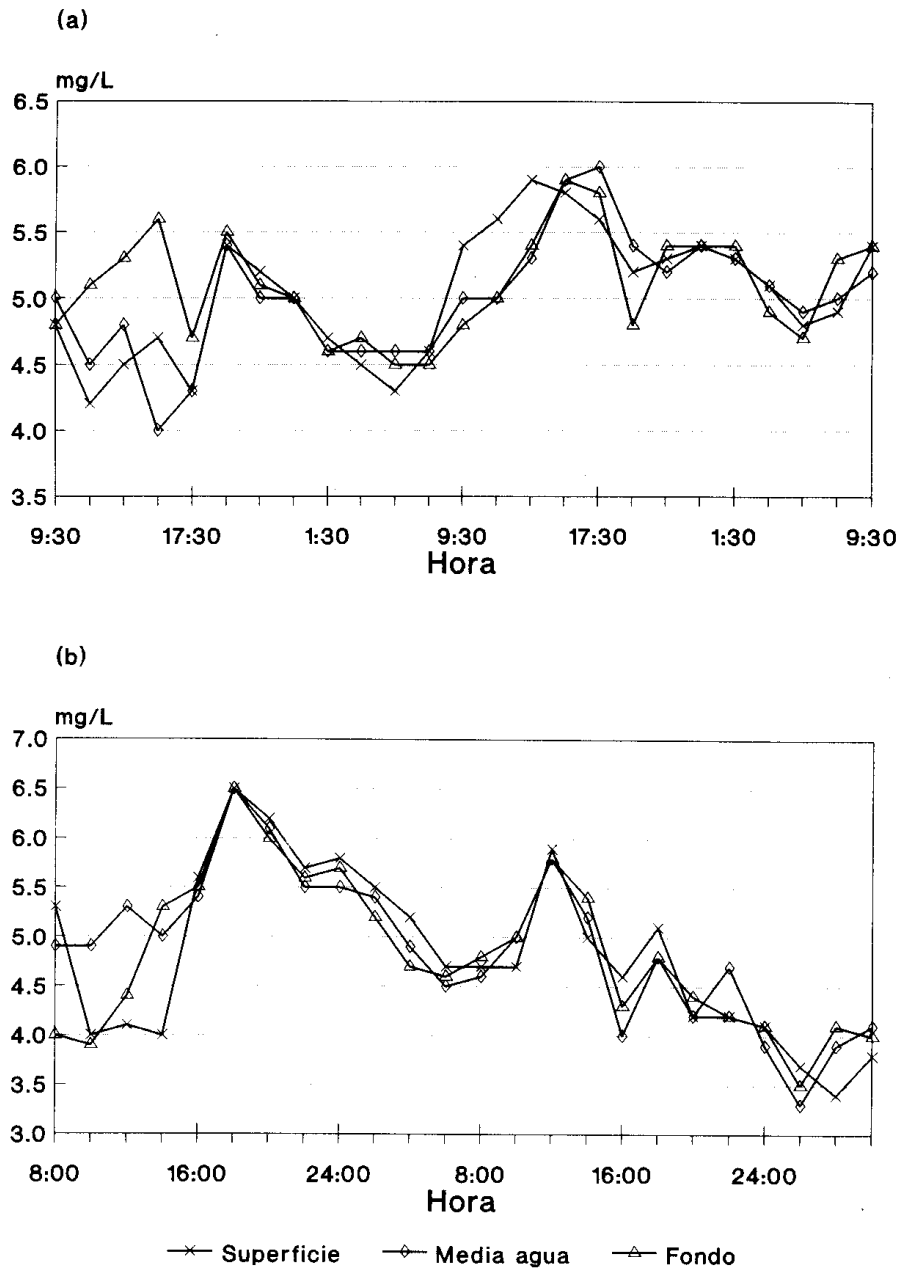 (a)
mg/L
6.5
6.0
5.5
5.0
4.5
4.0
3.5
9:30 17:30 1:30 9:30 17:30 1:30 9:30
Hora
(b)
mg/L
7.0
6.5
6.0
5.5
5.0
4.5
4.0
3.5
3.0
8:00 16:00 24:00 8:00 16:00 24:00
Hora
Superficie Media agua Fondo